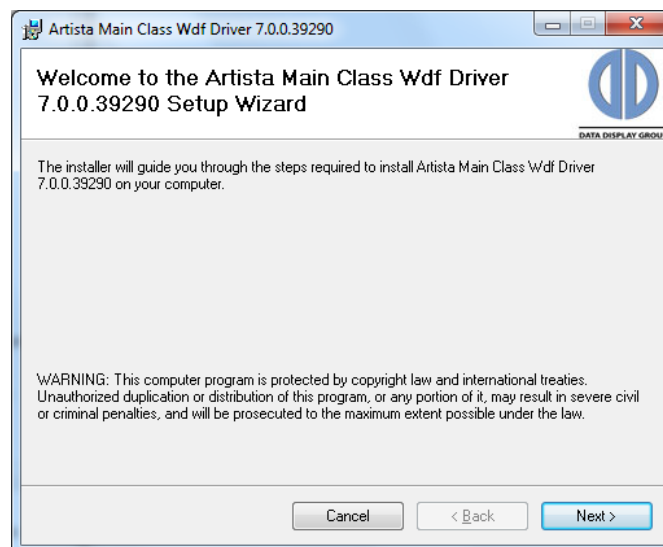 Artista Main Class Wdf Driver 7.0.0.39290
Welcome to the Artista Main Class Wdf Driver
7.0.0.39290 Setup Wizard
DATA DISPLAY GROU
The installer will guide you through the steps required to install Artista Main Class Wdf Driver
7.0.0.39290 on your computer.
WARNING: This computer program is protected by copyright law and international treaties.
Unauthorized duplication or distribution of this program, or any portion of it, may result in severe civil
or criminal penalties, and will be prosecuted to the maximum extent possible under the law.
Cancel < Back Next >